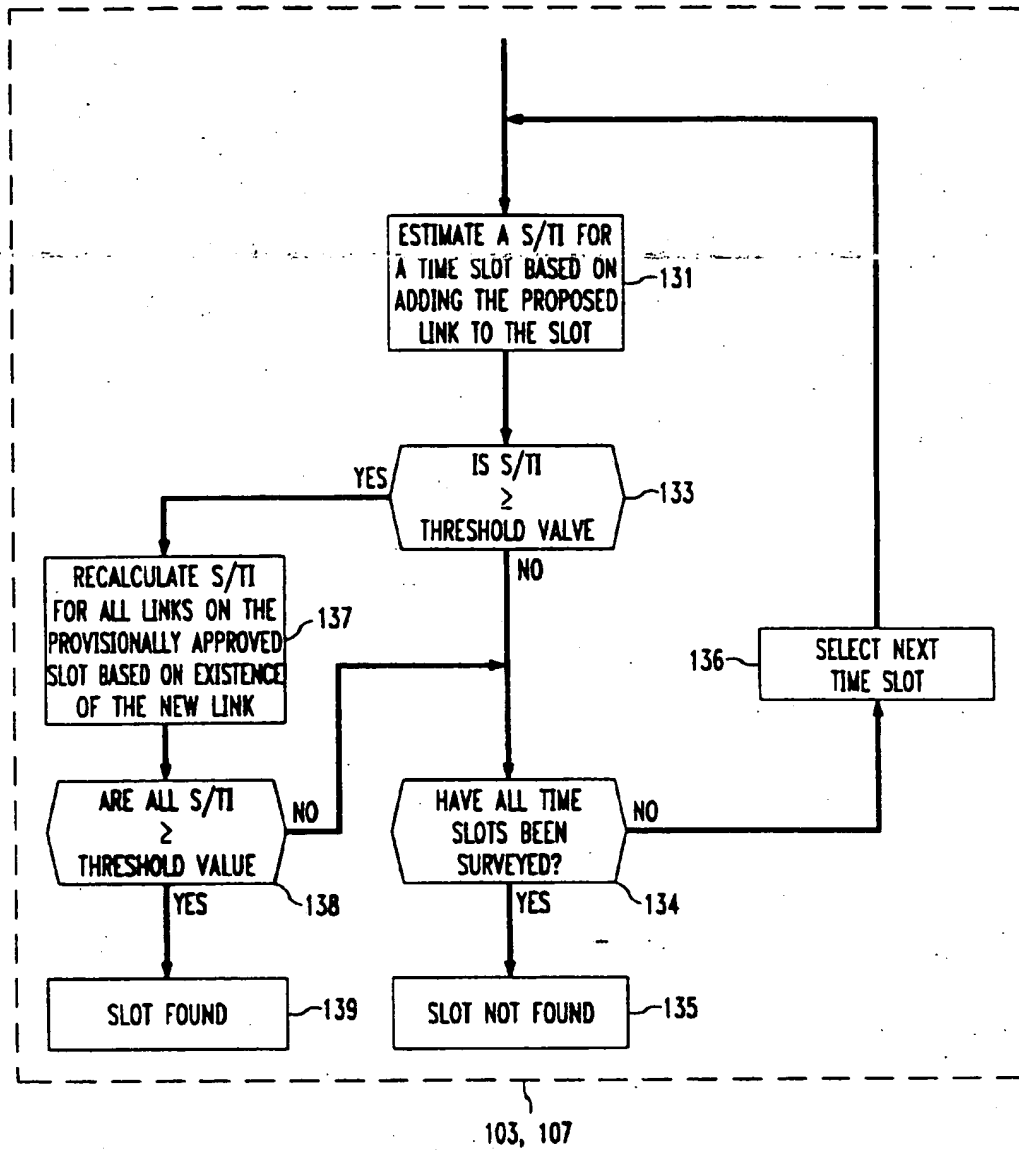 ESTIMATE A S/TI FOR
A TIME SLOT BASED ON
ADDING THE PROPOSED
LINK TO THE SLOT
131
IS S/TI
≥
THRESHOLD VALVE
133
YES
NO
RECALCULATE S/TI
FOR ALL LINKS ON THE
PROVISIONALLY APPROVED
SLOT BASED ON EXISTENCE
OF THE NEW LINK
137
136
SELECT NEXT
TIME SLOT
ARE ALL S/TI
≥
THRESHOLD VALUE
NO
138
YES
HAVE ALL TIME
SLOTS BEEN
SURVEYED?
NO
134
YES
SLOT FOUND
139
SLOT NOT FOUND
135
103, 107